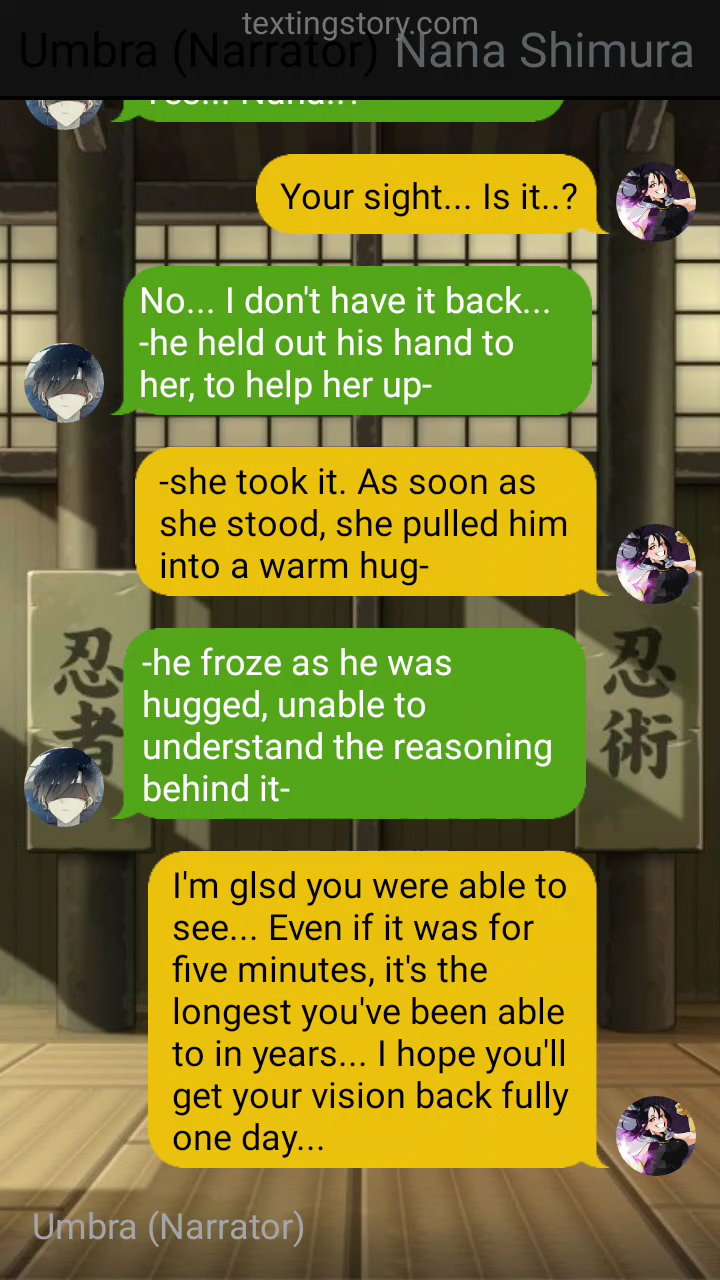 textingstory.com
Umbra (Narrator) Nana Shimura
Your sight... Is it..?
No... I don't have it back...
-he held out his hand to
her, to help her up-
-she took it. As soon as
she stood, she pulled him
into a warm hug-
忍者
忍術
-he froze as he was
hugged, unable to
understand the reasoning
behind it-
I'm glsd you were able to
see... Even if it was for
five minutes, it's the
longest you've been able
to in years... I hope you'll
get your vision back fully
one day...
Umbra (Narrator)